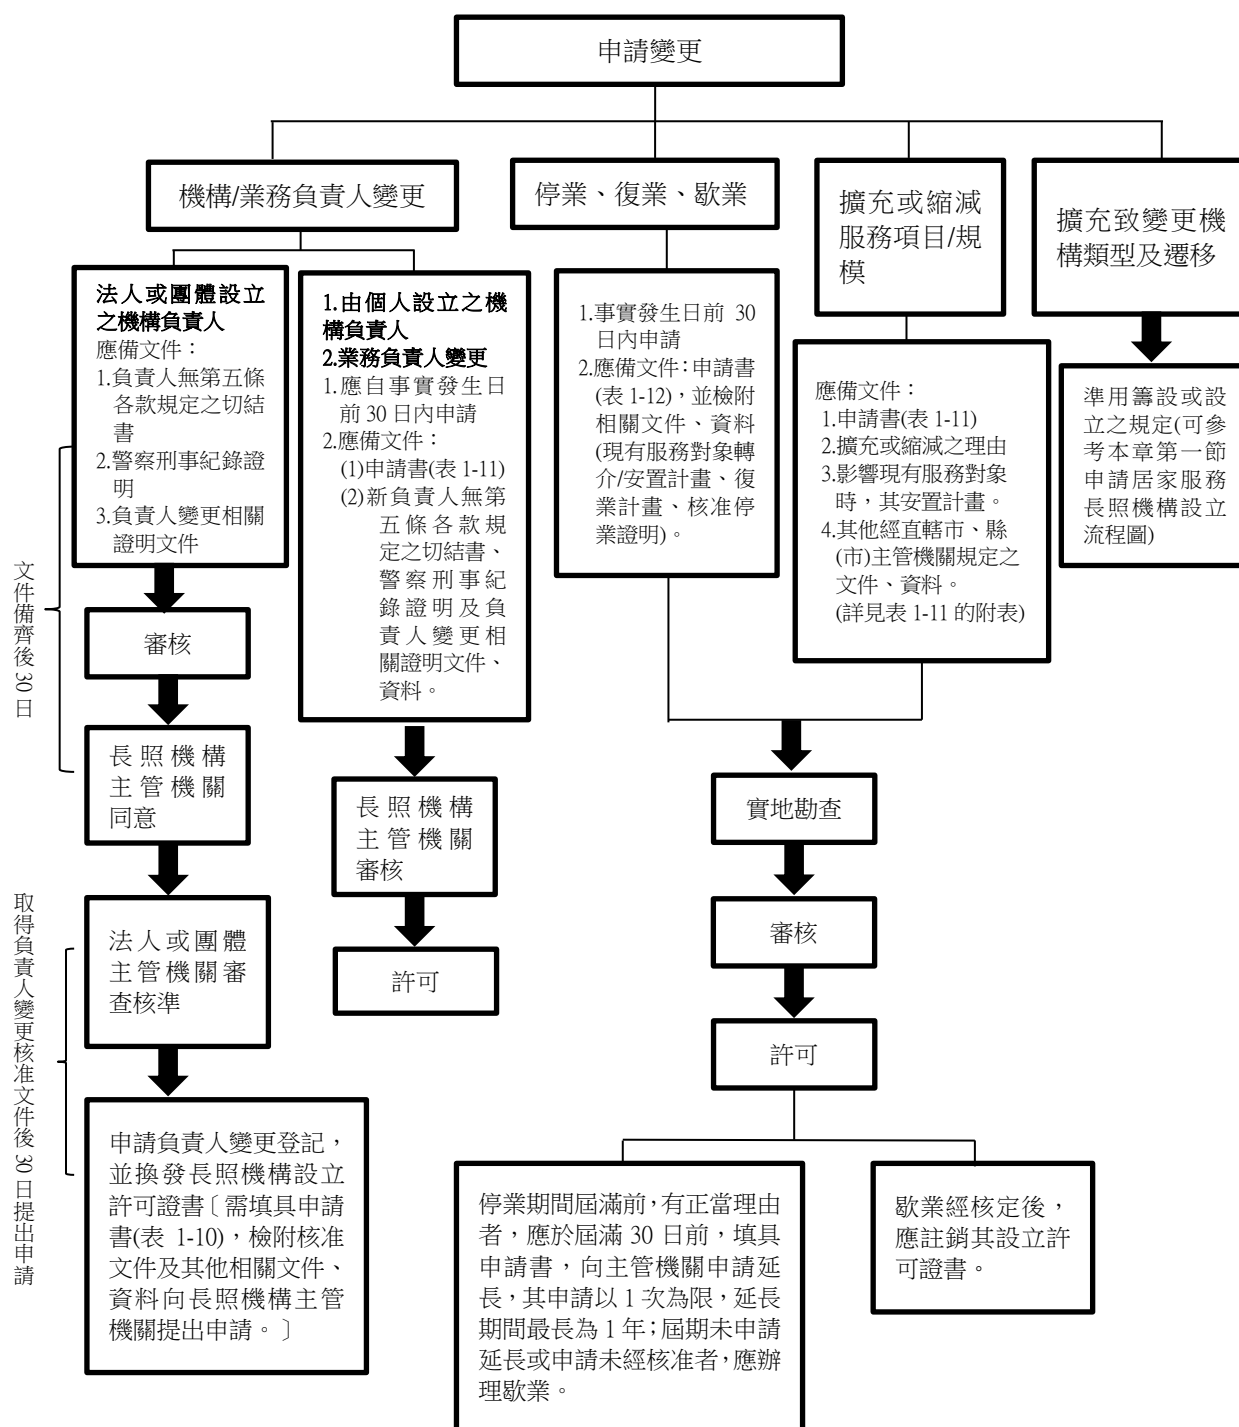 申請變更
機構/業務負責人變更
停業、復業、歇業
擴充或縮減
服務項目/規
模
擴充致變更機
構類型及遷移
法人或團體設立
之機構負責人
應備文件：
1.負責人無第五條
各款規定之切結
書
2.警察刑事紀錄證
明
3.負責人變更相關
證明文件
1.由個人設立之機
構負責人
2.業務負責人變更
1.應自事實發生日
前 30 日內申請
2.應備文件：
(1)申請書(表 1-11)
(2)新負責人無第
五條各款規
定之切結書、
警察刑事紀
錄證明及負
責人變更相
關證明文件、
資料。
1.事實發生日前 30
日內申請
2.應備文件：申請書
(表 1-12)，並檢附
相關文件、資料
(現有服務對象轉
介/安置計畫、復
業計畫、核准停
業證明)。
應備文件：
1.申請書(表 1-11)
2.擴充或縮減之理由
3.影響現有服務對象
時，其安置計畫。
4.其他經直轄市、縣
(市)主管機關規定之
文件、資料。
(詳見表 1-11 的附表)
準用籌設或設
立之規定(可參
考本章第一節
申請居家服務
長照機構設立
流程圖)
文件備齊後 30 日
審核
長照機構
主管機關
同意
長照機構
主管機關
審核
許可
實地勘查
審核
許可
取得負責人變更核准文件後 30 日提出申請
法人或團體
主管機關審
查核準
申請負責人變更登記，
並換發長照機構設立
許可證書〔需填具申請
書(表 1-10)，檢附核准
文件及其他相關文件、
資料向長照機構主管
機關提出申請。〕
停業期間屆滿前，有正當理由
者，應於屆滿 30 日前，填具
申請書，向主管機關申請延
長，其申請以 1 次為限，延長
期間最長為 1 年；屆期未申請
延長或申請未經核准者，應辦
理歇業。
歇業經核定後，
應註銷其設立許
可證書。